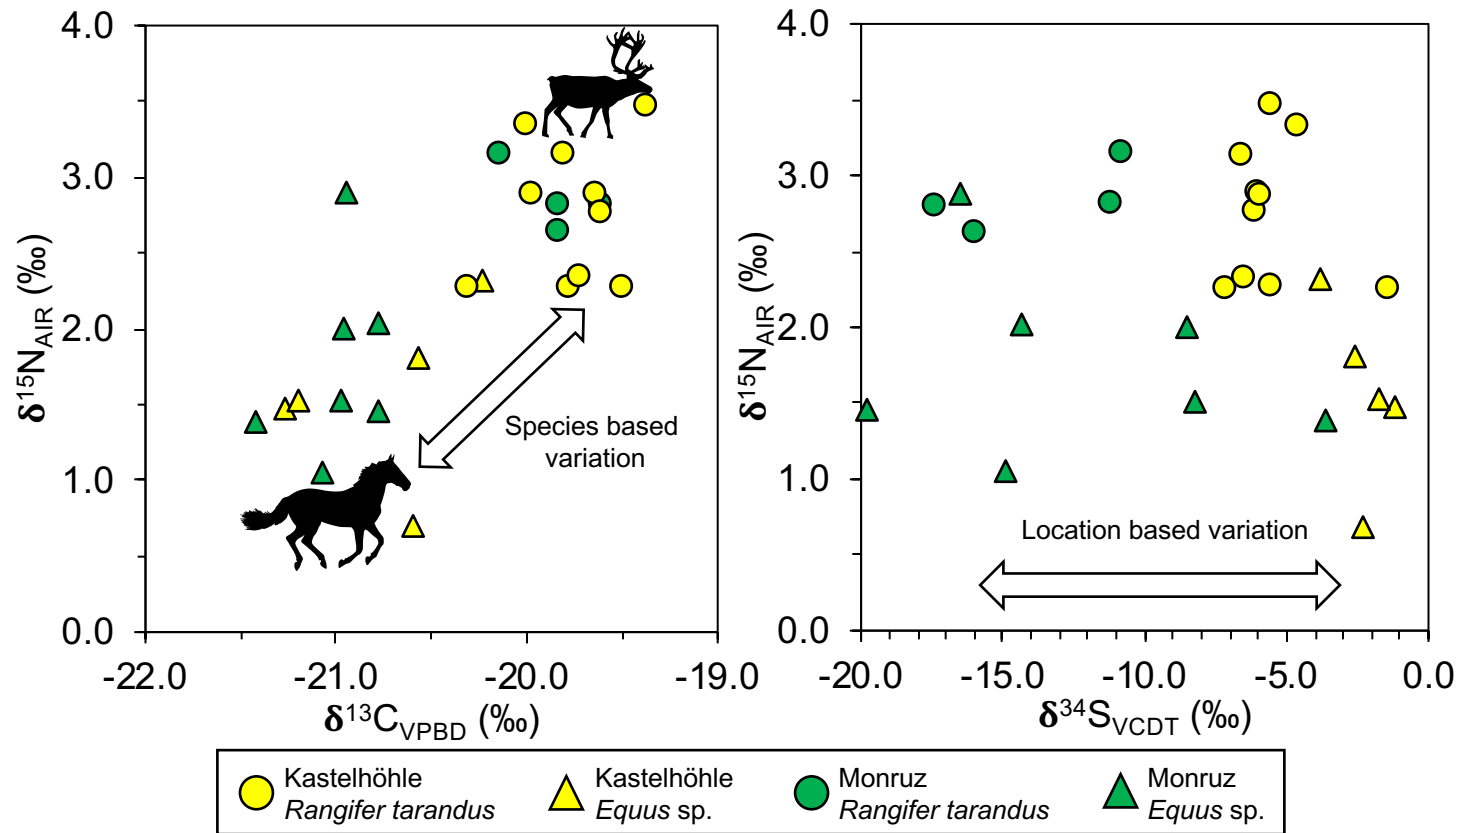 4.0
3.0
2.0
1.0
0.0
δ15NAIR (‰)
Species based
variation
-22.0 -21.0 -20.0 -19.0
δ13CVPBD (‰)
4.0
3.0
2.0
1.0
0.0
δ15NAIR (‰)
Location based variation
-20.0 -15.0 -10.0 -5.0 0.0
δ34SVCDT (‰)
Kastelhöhle
Rangifer tarandus
Kastelhöhle
Equus sp.
Monruz
Rangifer tarandus
Monruz
Equus sp.